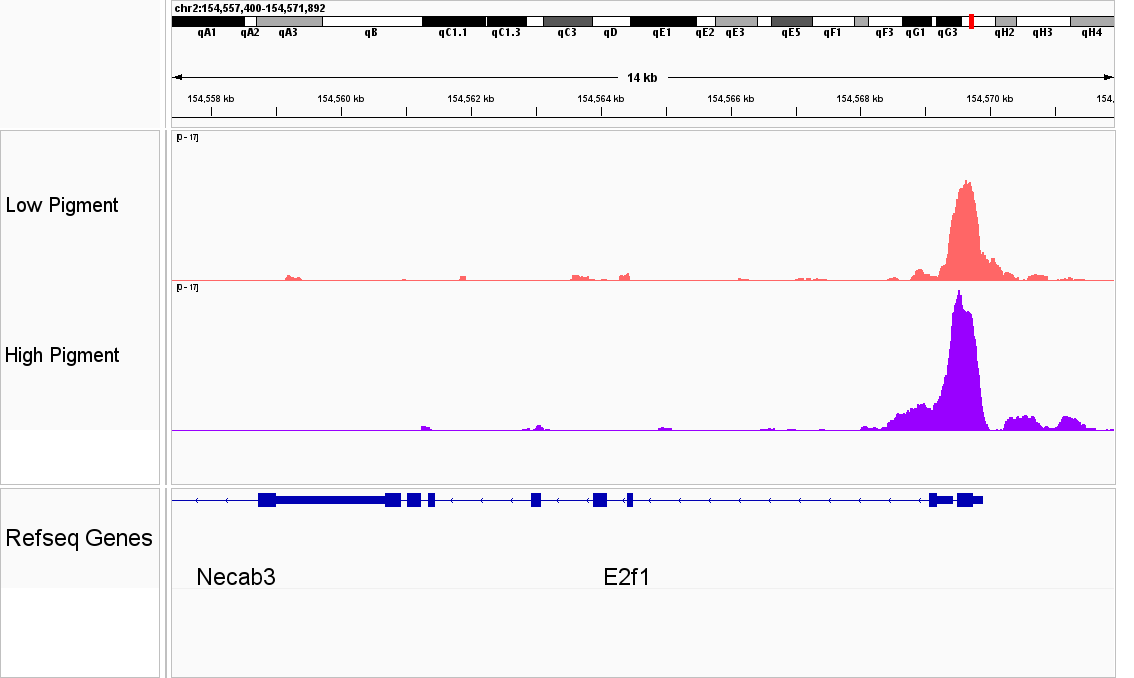 chr2:154,557,400-154,571,892
qA1 qA2 qA3 qB qC1.1 qC1.3 qC3 qD qE1 qE2 qE3 qE5 qF1 qF3 qG1 qG3 qH2 qH3 qH4
14 kb
154,558 kb 154,560 kb 154,562 kb 154,564 kb 154,566 kb 154,568 kb 154,570 kb 154,
[0 - 17]
Low Pigment
[0 - 17]
High Pigment
Refseq Genes
Necab3 E2f1